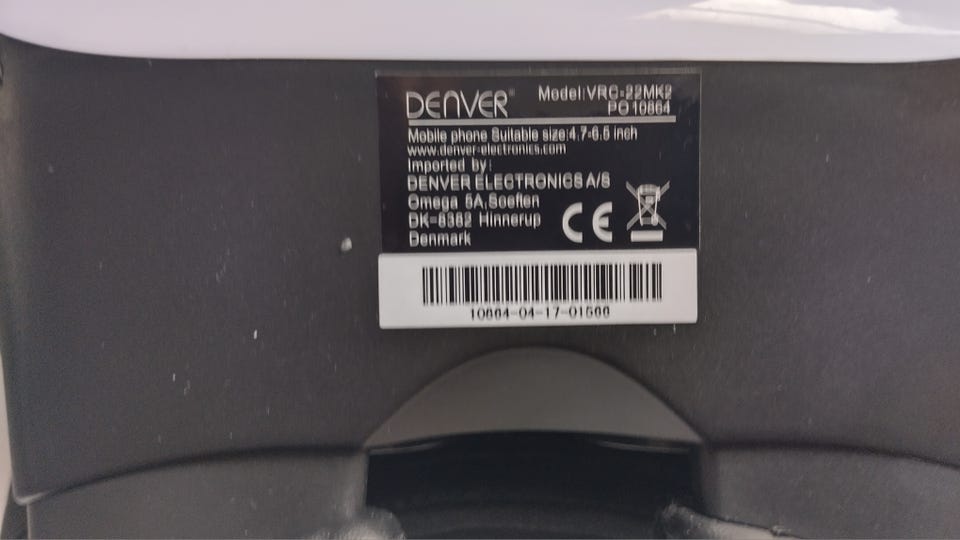 DENVER®
Model:VRC-22MK2
PO10864
Mobile phone Suitable size:4.7-6.5 inch
www.denver-electronics.com
Imported by:
DENVER ELECTRONICS A/S
Omega 5A,Soeften
DK-8382 Hinnerup
Denmark
CE
10864-04-17-01566